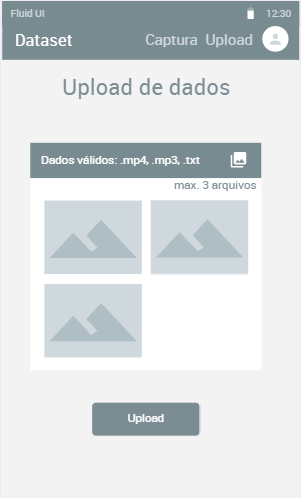 Fluid UI 12:30
Dataset Captura Upload
Upload de dados
Dados válidos: .mp4, .mp3, .txt
max. 3 arquivos
Upload